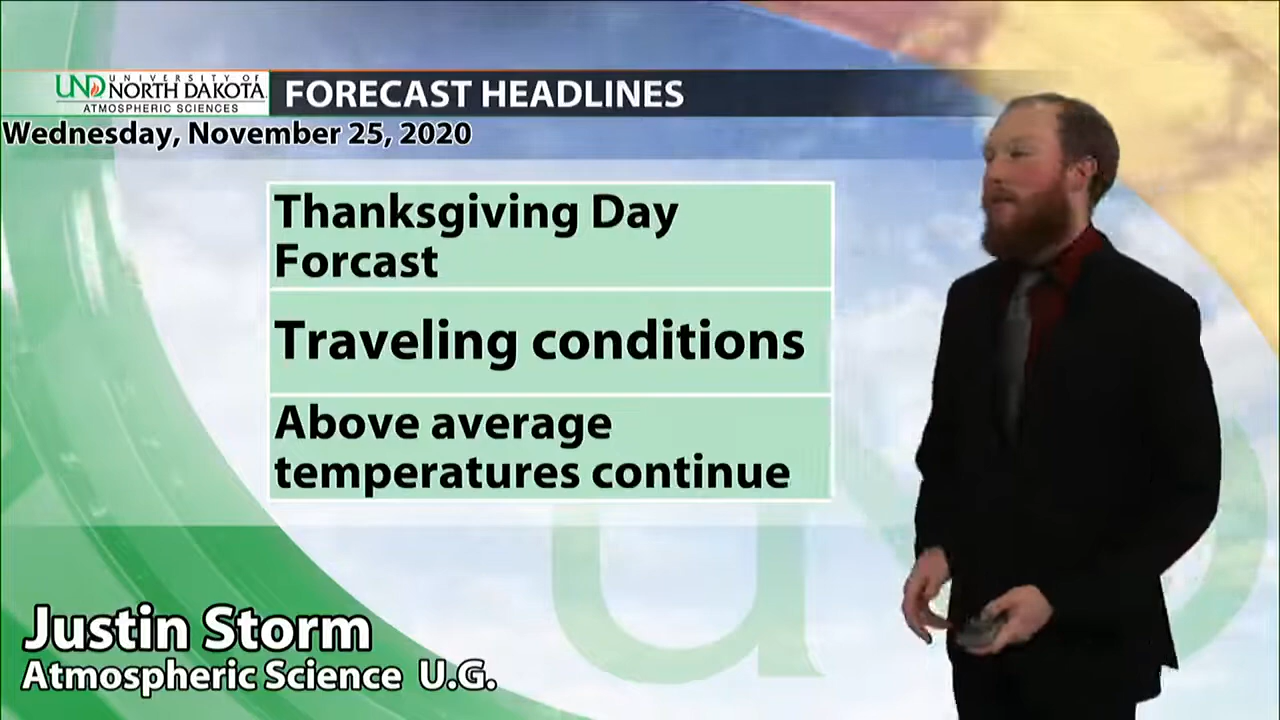 UND UNIVERSITY OF
NORTH DAKOTA
ATMOSPHERIC SCIENCES
FORECAST HEADLINES
Wednesday, November 25, 2020
Thanksgiving Day
Forcast
Traveling conditions
Above average
temperatures continue
Justin Storm
Atmospheric Science U.G.